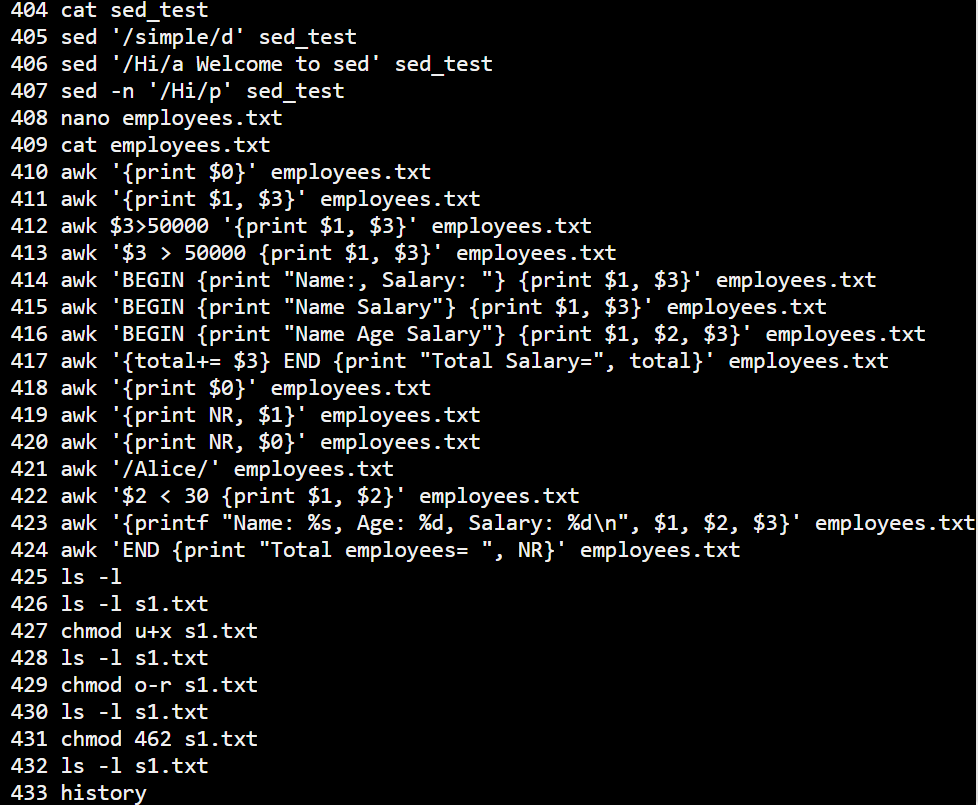 404 cat sed_test
405 sed '/simple/d' sed_test
406 sed '/Hi/a Welcome to sed' sed_test
407 sed -n '/Hi/p' sed_test
408 nano employees.txt
409 cat employees.txt
410 awk '{print $0}' employees.txt
411 awk '{print $1, $3}' employees.txt
412 awk $3>50000 '{print $1, $3}' employees.txt
413 awk '$3 > 50000 {print $1, $3}' employees.txt
414 awk 'BEGIN {print "Name:, Salary: "} {print $1, $3}' employees.txt
415 awk 'BEGIN {print "Name Salary"} {print $1, $3}' employees.txt
416 awk 'BEGIN {print "Name Age Salary"} {print $1, $2, $3}' employees.txt
417 awk '{total+= $3} END {print "Total Salary=", total}' employees.txt
418 awk '{print $0}' employees.txt
419 awk '{print NR, $1}' employees.txt
420 awk '{print NR, $0}' employees.txt
421 awk '/Alice/' employees.txt
422 awk '$2 < 30 {print $1, $2}' employees.txt
423 awk '{printf "Name: %s, Age: %d, Salary: %d\n", $1, $2, $3}' employees.txt
424 awk 'END {print "Total employees= ", NR}' employees.txt
425 ls -l
426 ls -l s1.txt
427 chmod u+x s1.txt
428 ls -l s1.txt
429 chmod o-r s1.txt
430 ls -l s1.txt
431 chmod 462 s1.txt
432 ls -l s1.txt
433 history